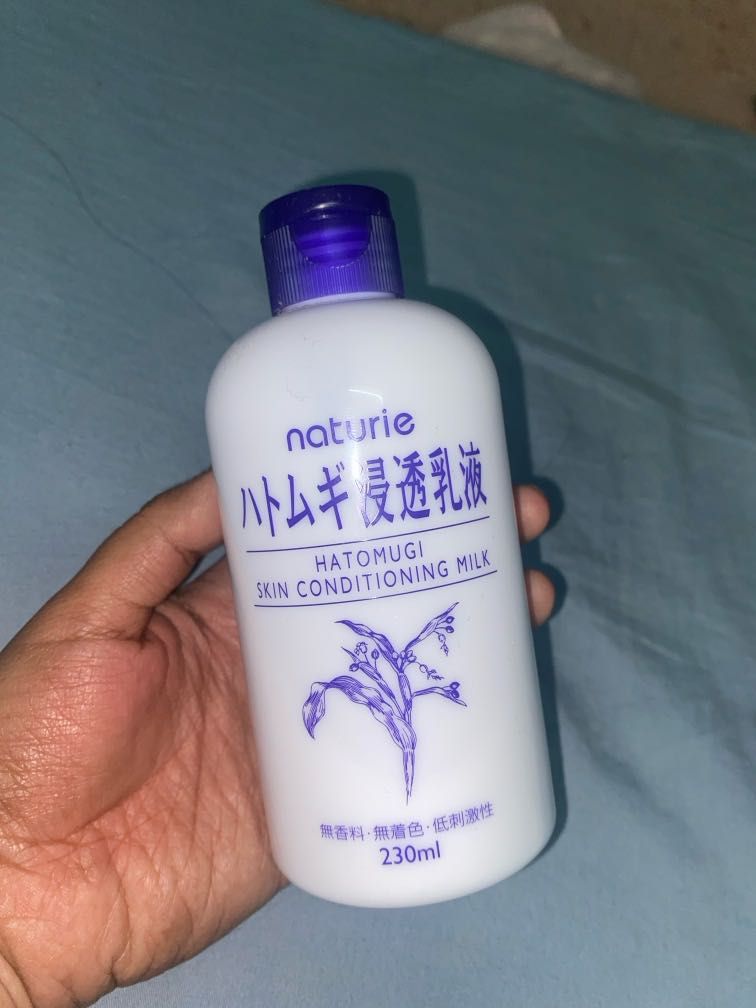 naturie
ハトムギ浸透乳液
HATOMUGI
SKIN CONDITIONING MILK
無香料・無着色・低刺激性
230ml